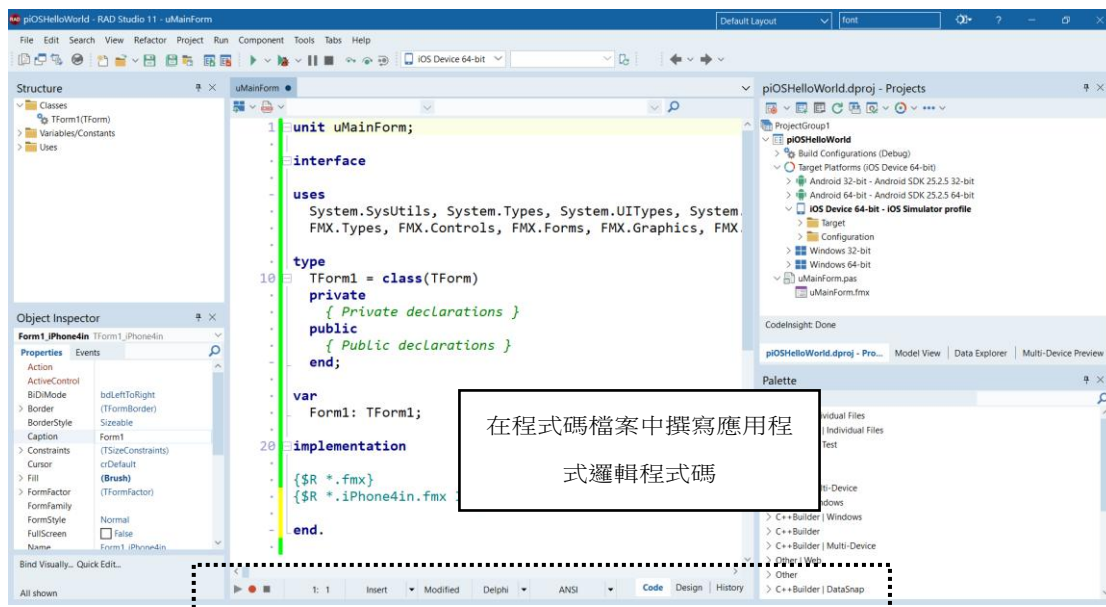 piOSHelloWorld - RAD Studio 11 - uMainForm
Default Layout
font
?
File Edit Search View Refactor Project Run Component Tools Tabs Help
iOS Device 64-bit
Structure
Classes
TForm1(TForm)
Variables/Constants
Uses
Object Inspector
Form1_iPhone4in TForm1_iPhone4in
Properties Events
Action
ActiveControl
BiDiMode bdLeftToRight
Border (TFormBorder)
BorderStyle Sizeable
Caption Form1
Constraints (TSizeConstraints)
Cursor crDefault
Fill (Brush)
FormFactor (TFormFactor)
FormFamily
FormStyle Normal
FullScreen False
Name Form1_iPhone4in
Bind Visually... Quick Edit...
All shown
uMainForm
1 unit uMainForm;
interface
uses
System.SysUtils, System.Types, System.UITypes, System.
FMX.Types, FMX.Controls, FMX.Forms, FMX.Graphics, FMX.
type
10 TForm1 = class(TForm)
private
{ Private declarations }
public
{ Public declarations }
end;
var
Form1: TForm1;
20 implementation
{$R *.fmx}
{$R *.iPhone4in.fmx
end.
在程式碼檔案中撰寫應用程
式邏輯程式碼
1: 1 Insert Modified Delphi ANSI Code Design History
piOSHelloWorld.dproj - Projects
ProjectGroup1
piOSHelloWorld
Build Configurations (Debug)
Target Platforms (iOS Device 64-bit)
Android 32-bit - Android SDK 25.2.5 32-bit
Android 64-bit - Android SDK 25.2.5 64-bit
iOS Device 64-bit - iOS Simulator profile
Target
Configuration
Windows 32-bit
Windows 64-bit
uMainForm.pas
uMainForm.fmx
CodeInsight: Done
piOSHelloWorld.dproj - Pro... Model View Data Explorer Multi-Device Preview
Palette
Individual Files
| Individual Files
Test
C++Builder | Windows
C++Builder
C++Builder | Multi-Device
Other | Web
Other
C++Builder | DataSnap